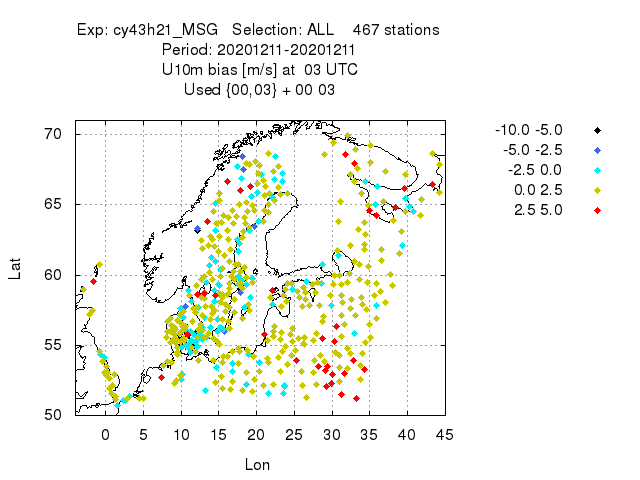 Exp: cy43h21_MSG   Selection: ALL    467 stations
Period: 20201211-20201211
U10m bias [m/s] at  03 UTC
Used {00,03} + 00 03
-10.0 -5.0
-5.0 -2.5
-2.5 0.0
0.0 2.5
2.5 5.0
70
65
60
55
50
Lat
0 5 10 15 20 25 30 35 40 45
Lon